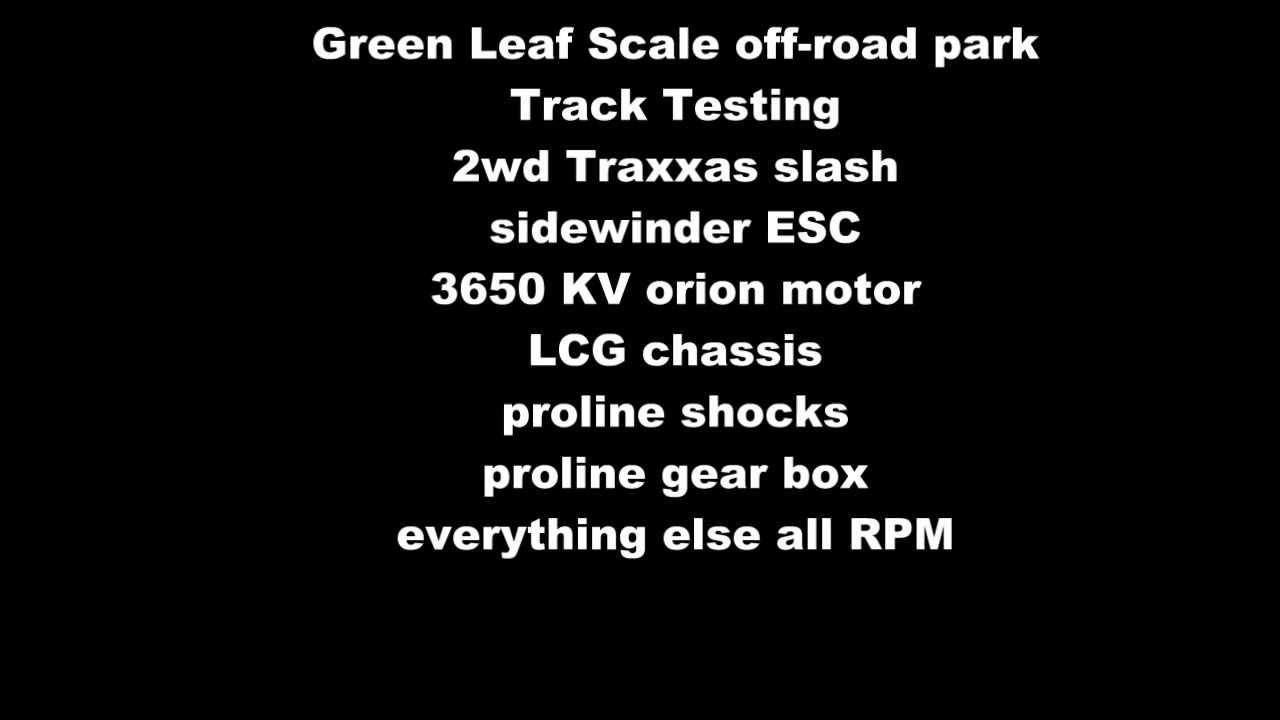 Green Leaf Scale off-road park
Track Testing
2wd Traxxas slash
sidewinder ESC
3650 KV orion motor
LCG chassis
proline shocks
proline gear box
everything else all RPM